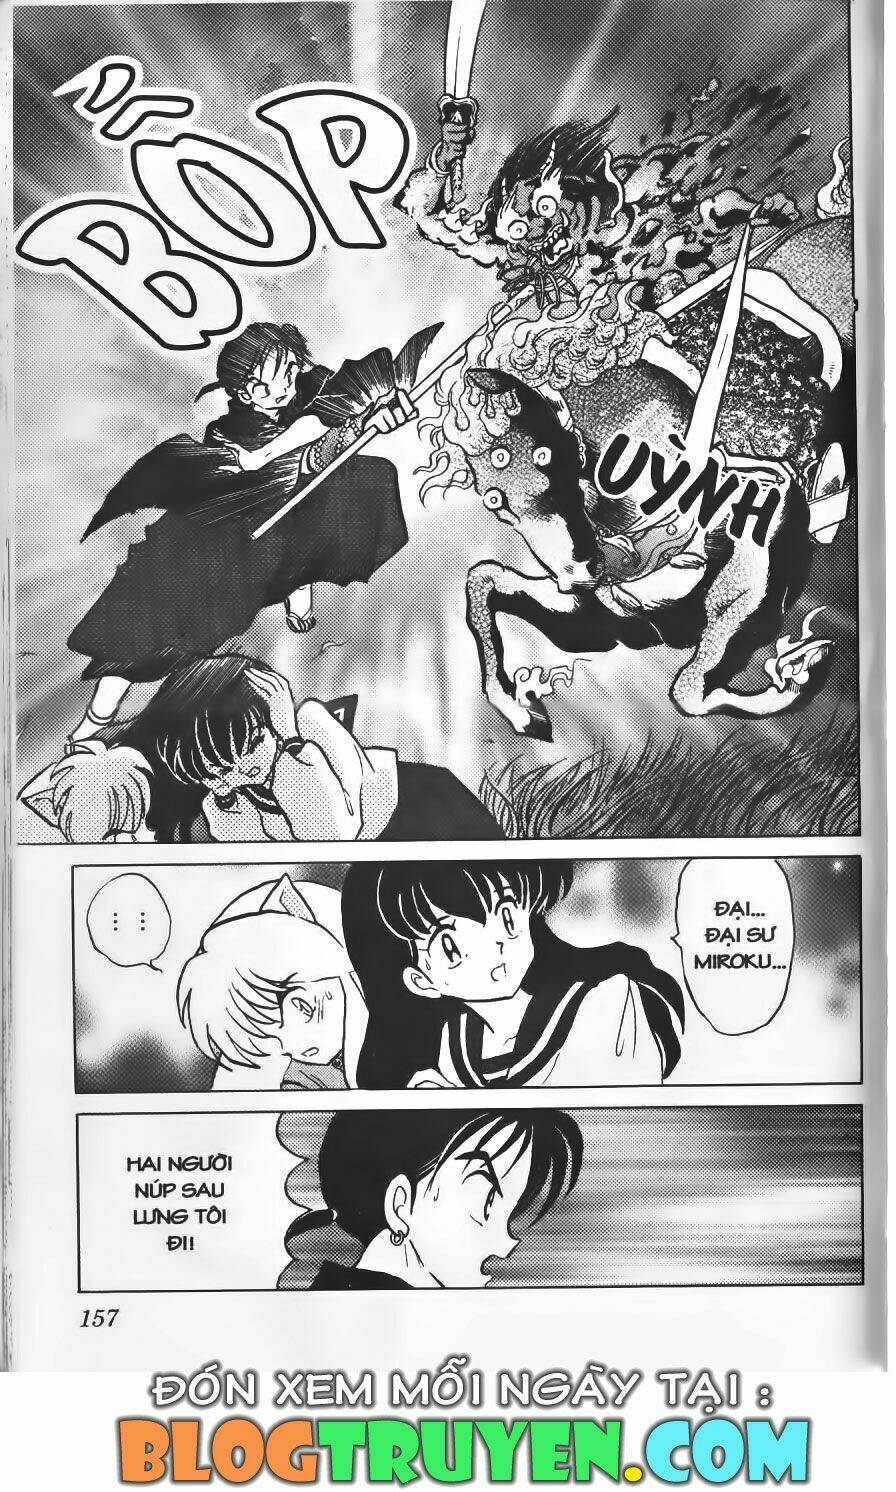 BỐP
UỲNH
ĐẠI...
ĐẠI SƯ
MIROKU...
...
...
HAI NGƯỜI
NÚP SAU
LƯNG TÔI
ĐI!
157
ĐÓN XEM MỖI NGÀY TẠI :
BLOGTRUYEN.COM